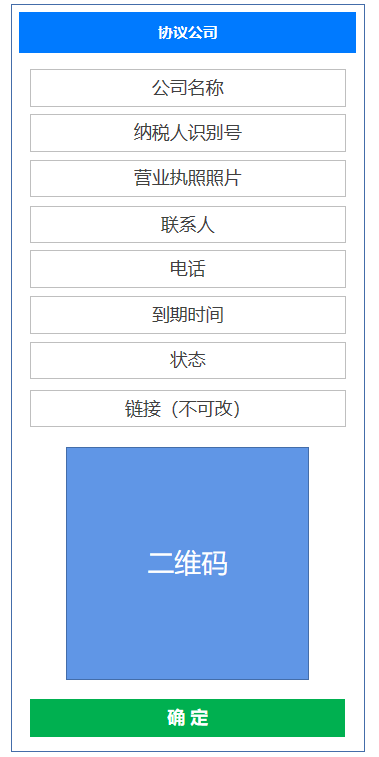 协议公司
公司名称
纳税人识别号
营业执照照片
联系人
电话
到期时间
状态
链接（不可改）
二维码
确 定